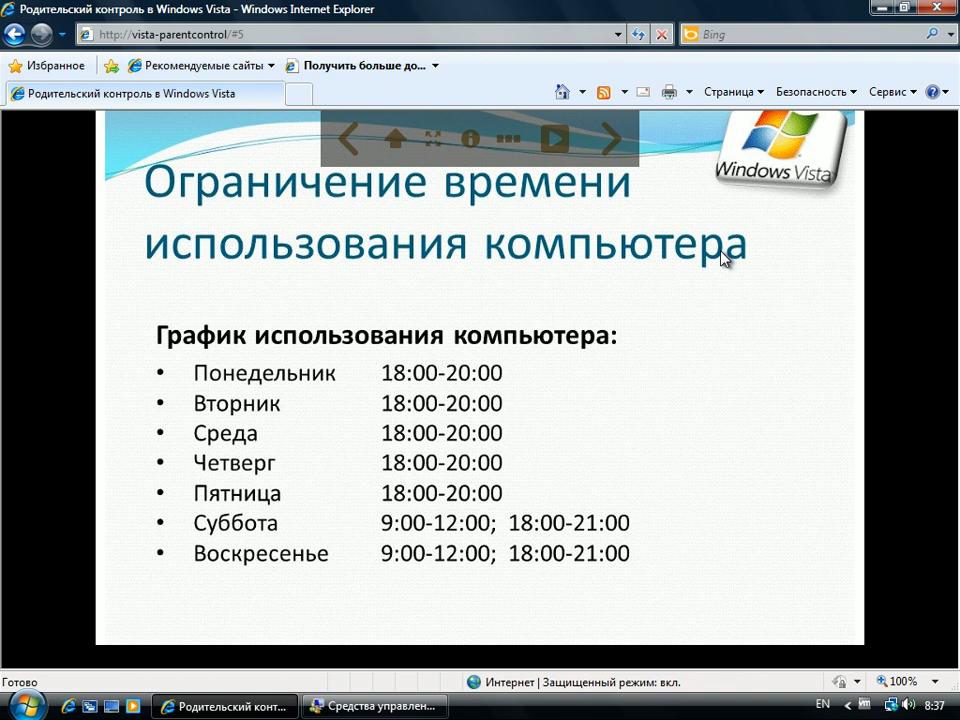 Родительский контроль в Windows Vista - Windows Internet Explorer
http://vista-parentcontrol/#5
Bing
Избранное
Рекомендуемые сайты
Получить больше до...
Родительский контроль в Windows Vista
Страница
Безопасность
Сервис
Windows Vista
Ограничение времени
использования компьютера
График использования компьютера:
• Понедельник 18:00-20:00
• Вторник 18:00-20:00
• Среда 18:00-20:00
• Четверг 18:00-20:00
• Пятница 18:00-20:00
• Суббота 9:00-12:00; 18:00-21:00
• Воскресенье 9:00-12:00; 18:00-21:00
Готово
Интернет | Защищенный режим: вкл.
100%
Родительский конт...
Средства управлен...
EN
8:37